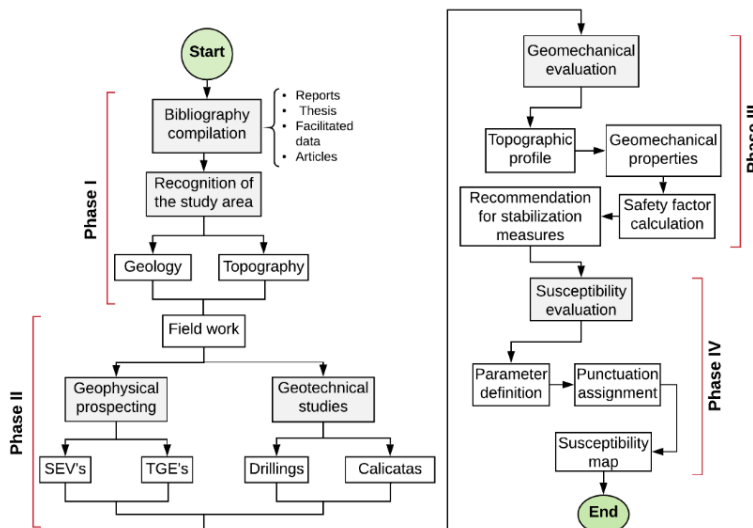 Start
Phase I
Bibliography
compilation
• Reports
• Thesis
• Facilitated
data
• Articles
Recognition of
the study area
Geology
Topography
Phase II
Field work
Geophysical
prospecting
Geotechnical
studies
SEV's
TGE's
Drillings
Calicatas
Phase III
Geomechanical
evaluation
Topographic
profile
Geomechanical
properties
Safety factor
calculation
Recommendation
for stabilization
measures
Phase IV
Susceptibility
evaluation
Parameter
definition
Punctuation
assignment
Susceptibility
map
End